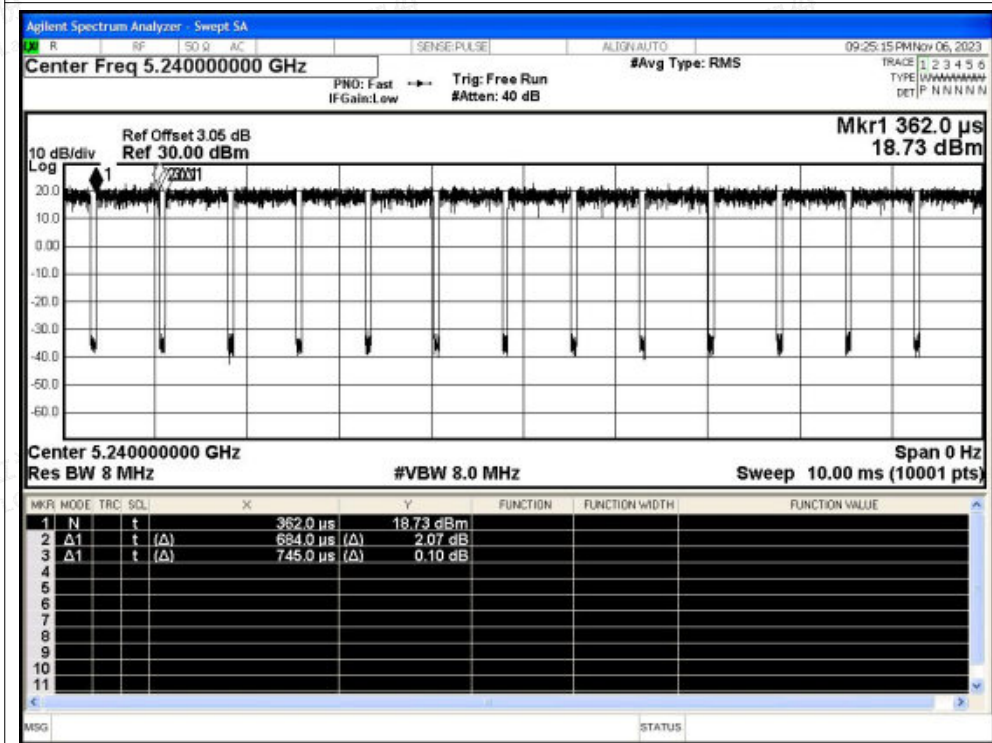 Agilent Spectrum Analyzer - Swept SA
LXI R RF 50 Ω AC SENSE:PULSE ALIGN AUTO 09:25:15 PM Nov 06, 2023
Center Freq 5.240000000 GHz
#Avg Type: RMS
TRACE 1 2 3 4 5 6
PNO: Fast
Trig: Free Run
TYPE WWWWWWW
IFGain:Low
#Atten: 40 dB
DET P N N N N N
Mkr1 362.0 µs
Ref Offset 3.05 dB
10 dB/div Ref 30.00 dBm
18.73 dBm
Log
1
20.0
10.0
0.00
-10.0
-20.0
-30.0
-40.0
-50.0
-60.0
Center 5.240000000 GHz Span 0 Hz
Res BW 8 MHz #VBW 8.0 MHz Sweep 10.00 ms (10001 pts)
MKR MODE TRC SCL X Y FUNCTION FUNCTION WIDTH FUNCTION VALUE
1 N t 362.0 µs 18.73 dBm
2 Δ1 t (Δ) 684.0 µs (Δ) 2.07 dB
3 Δ1 t (Δ) 745.0 µs (Δ) 0.10 dB
4
5
6
7
8
9
10
11
MSG STATUS